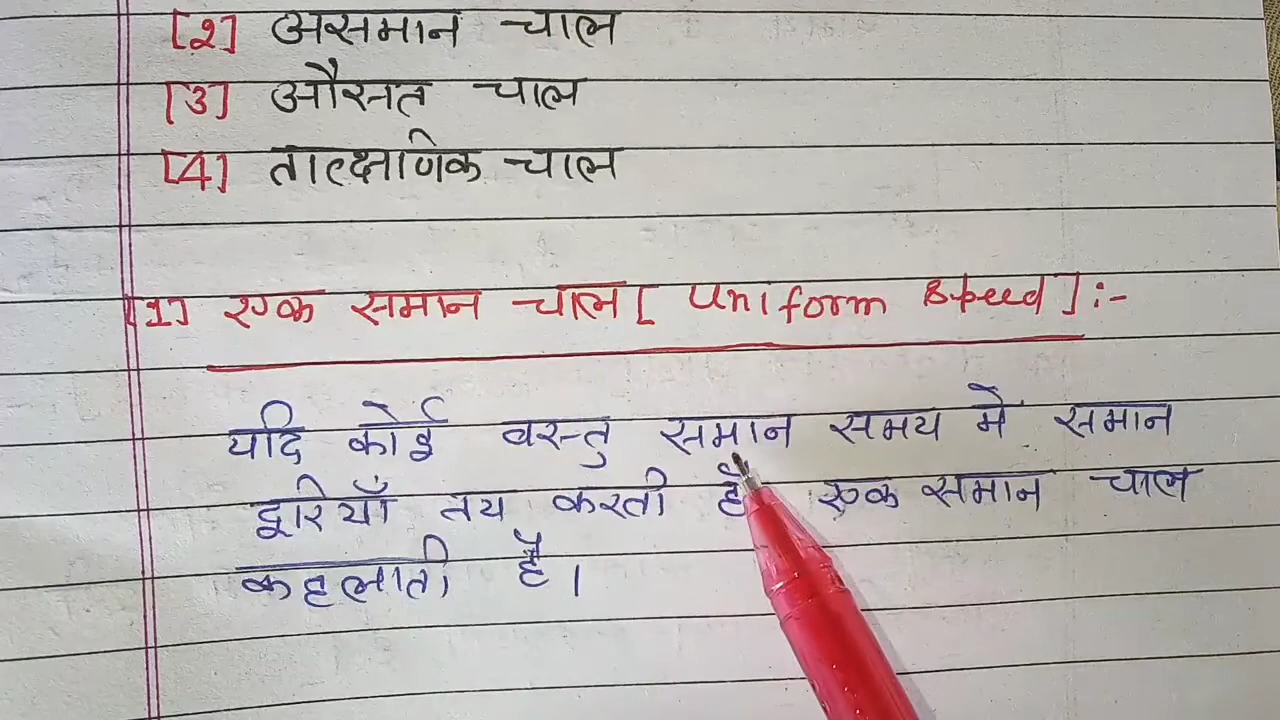 [2] असमान चाल
[3] औसत चाल
[4] तात्क्षणिक चाल
[1] एक समान चाल [ Uniform Speed ] :-
यदि कोई वस्तु समान समय में समान
दूरियाँ तय करती है एक समान चाल
कहलाती है।